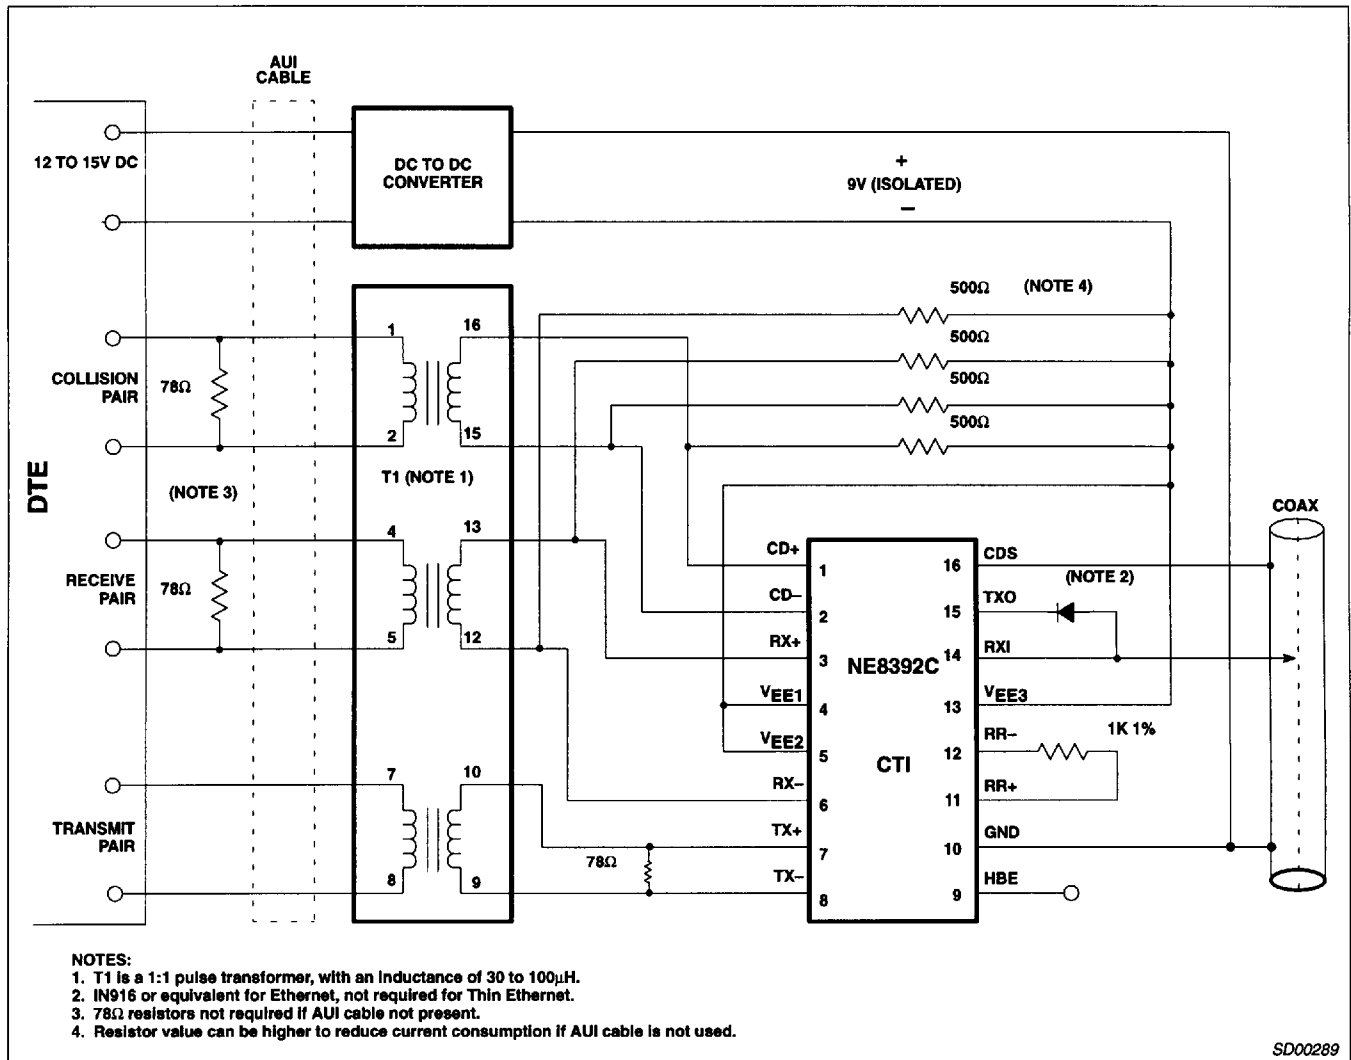 AUI
CABLE
12 TO 15V DC
DC TO DC
CONVERTER
+
9V (ISOLATED)
–
500Ω (NOTE 4)
500Ω
500Ω
500Ω
1
16
COLLISION
PAIR
78Ω
2
15
T1 (NOTE 1)
DTE
(NOTE 3)
4
13
RECEIVE
PAIR
78Ω
5
12
7
10
TRANSMIT
PAIR
8
9
78Ω
COAX
CD+
1
16
CDS
(NOTE 2)
CD–
2
15
TXO
RX+
3
NE8392C
14
RXI
VEE1
4
13
VEE3
1K 1%
VEE2
5
CTI
12
RR–
RX–
6
11
RR+
TX+
7
10
GND
TX–
8
9
HBE
NOTES:
1. T1 is a 1:1 pulse transformer, with an inductance of 30 to 100µH.
2. IN916 or equivalent for Ethernet, not required for Thin Ethernet.
3. 78Ω resistors not required if AUI cable not present.
4. Resistor value can be higher to reduce current consumption if AUI cable is not used.
SD00289